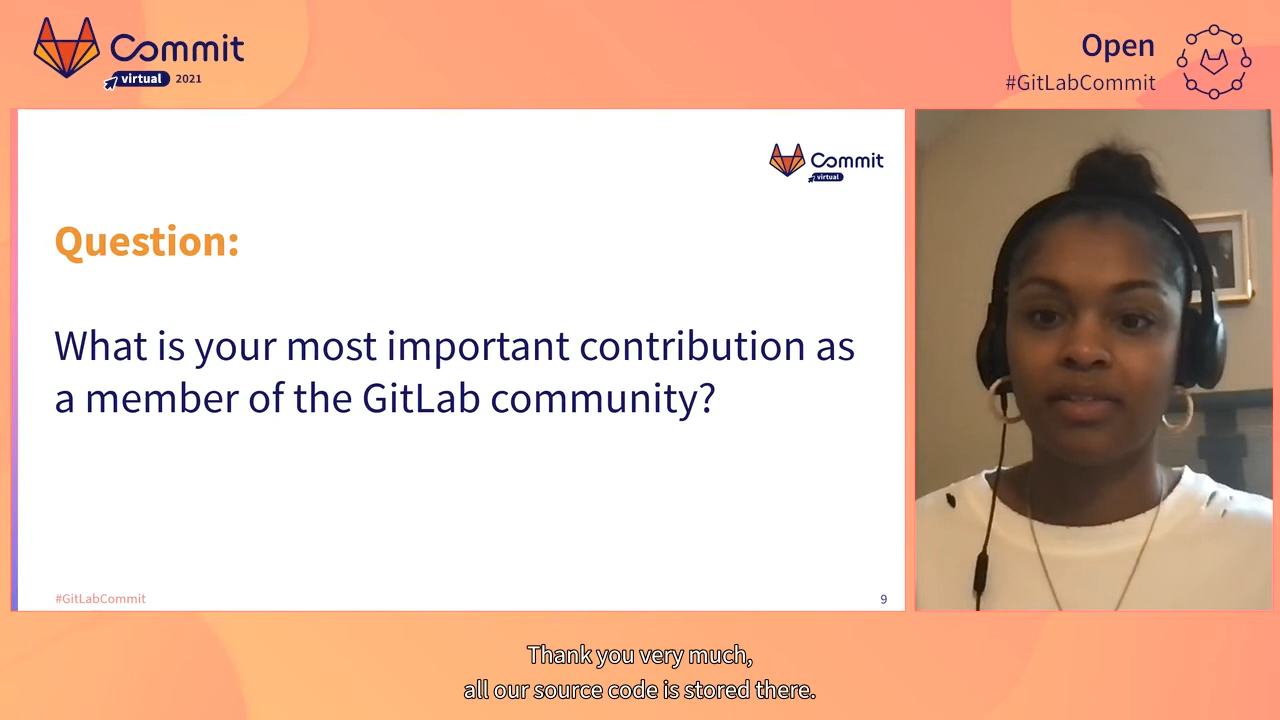 Commit
virtual 2021
Open
#GitLabCommit
Commit
virtual
Question:
What is your most important contribution as
a member of the GitLab community?
#GitLabCommit
9
Thank you very much,
all our source code is stored there.